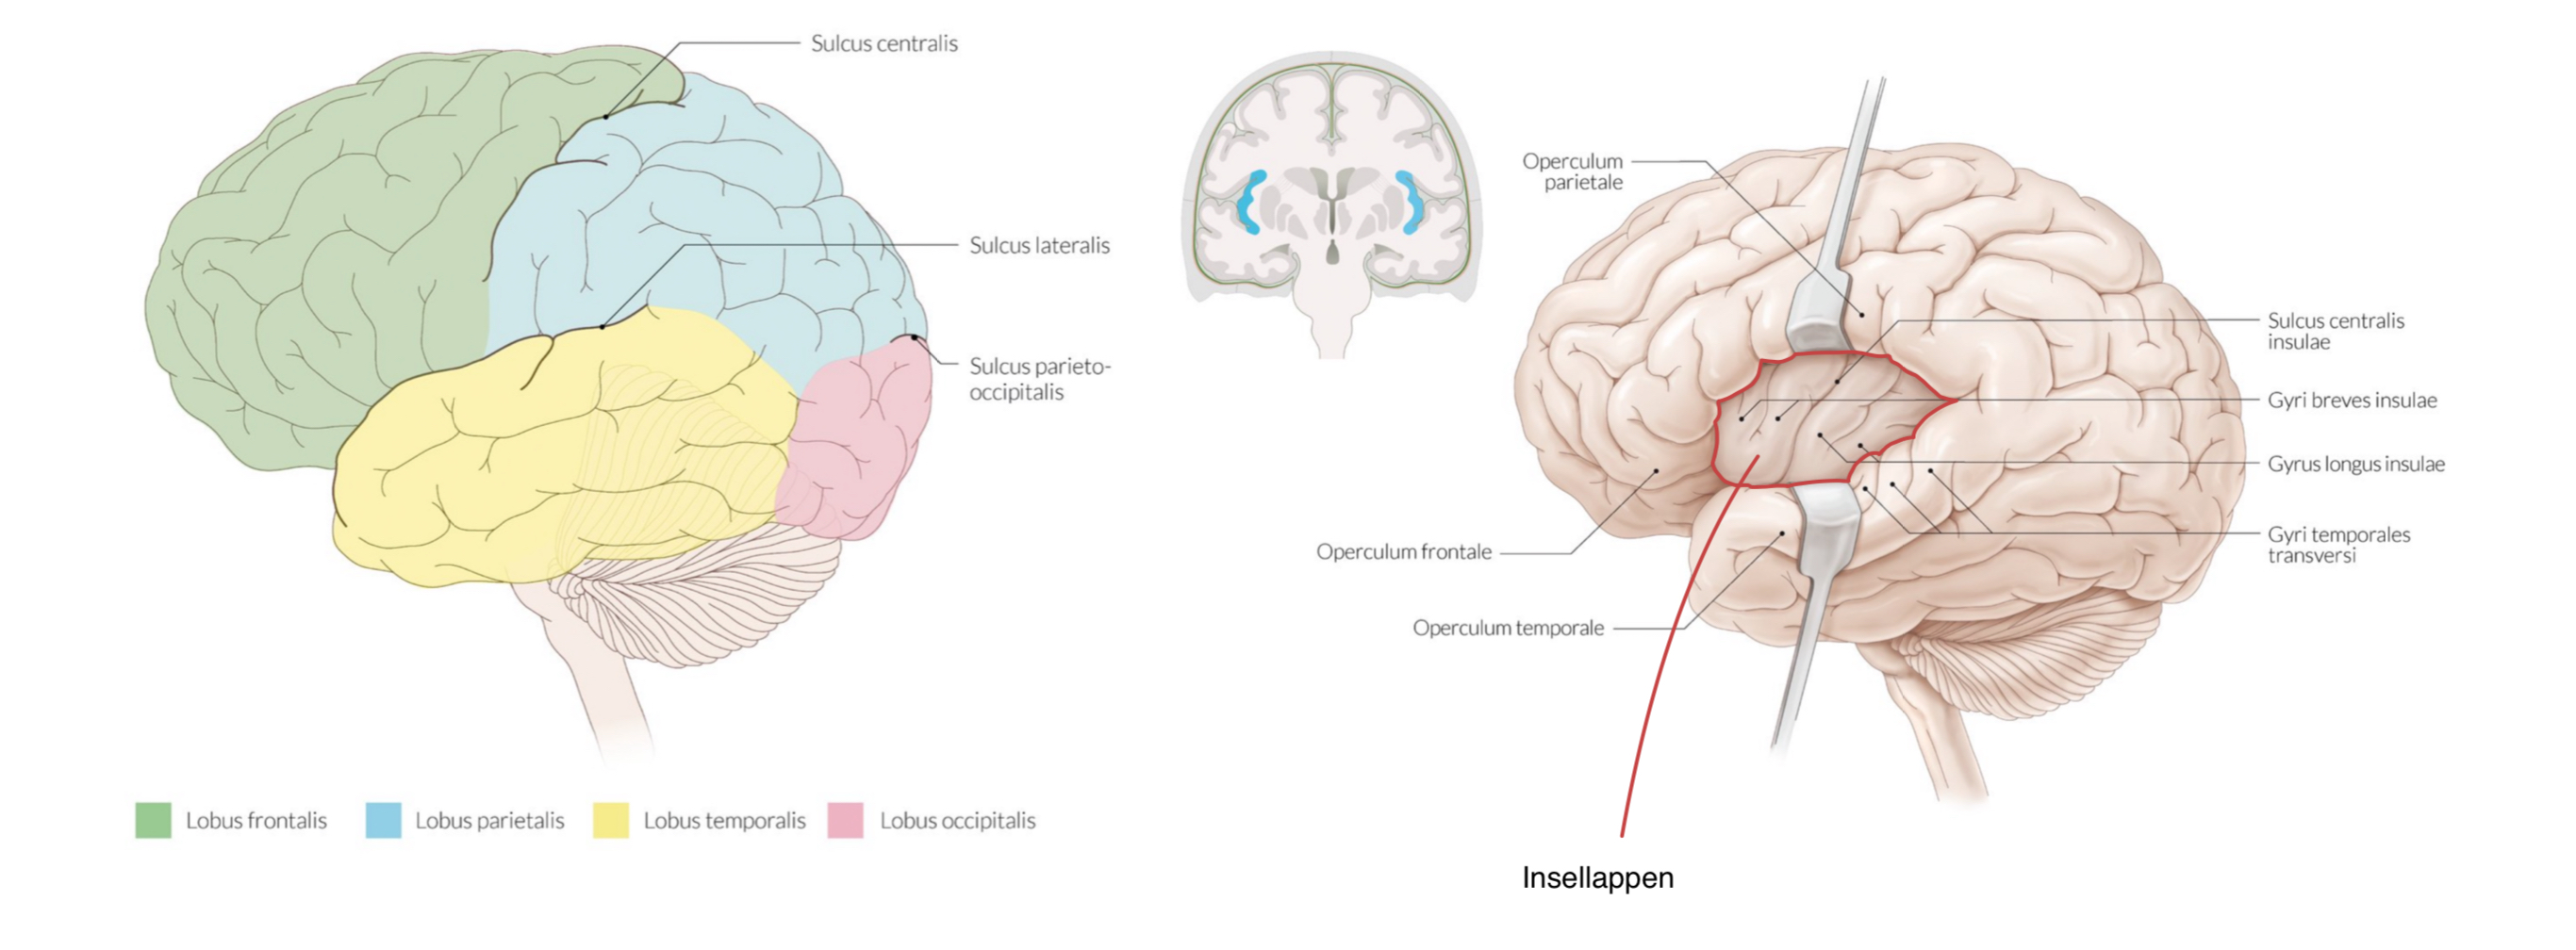 Sulcus centralis
Sulcus lateralis
Sulcus parieto-
occipitalis
Lobus frontalis
Lobus parietalis
Lobus temporalis
Lobus occipitalis
Operculum
parietale
Sulcus centralis
insulae
Gyri breves insulae
Gyrus longus insulae
Gyri temporales
transversi
Operculum frontale
Operculum temporale
Insellappen